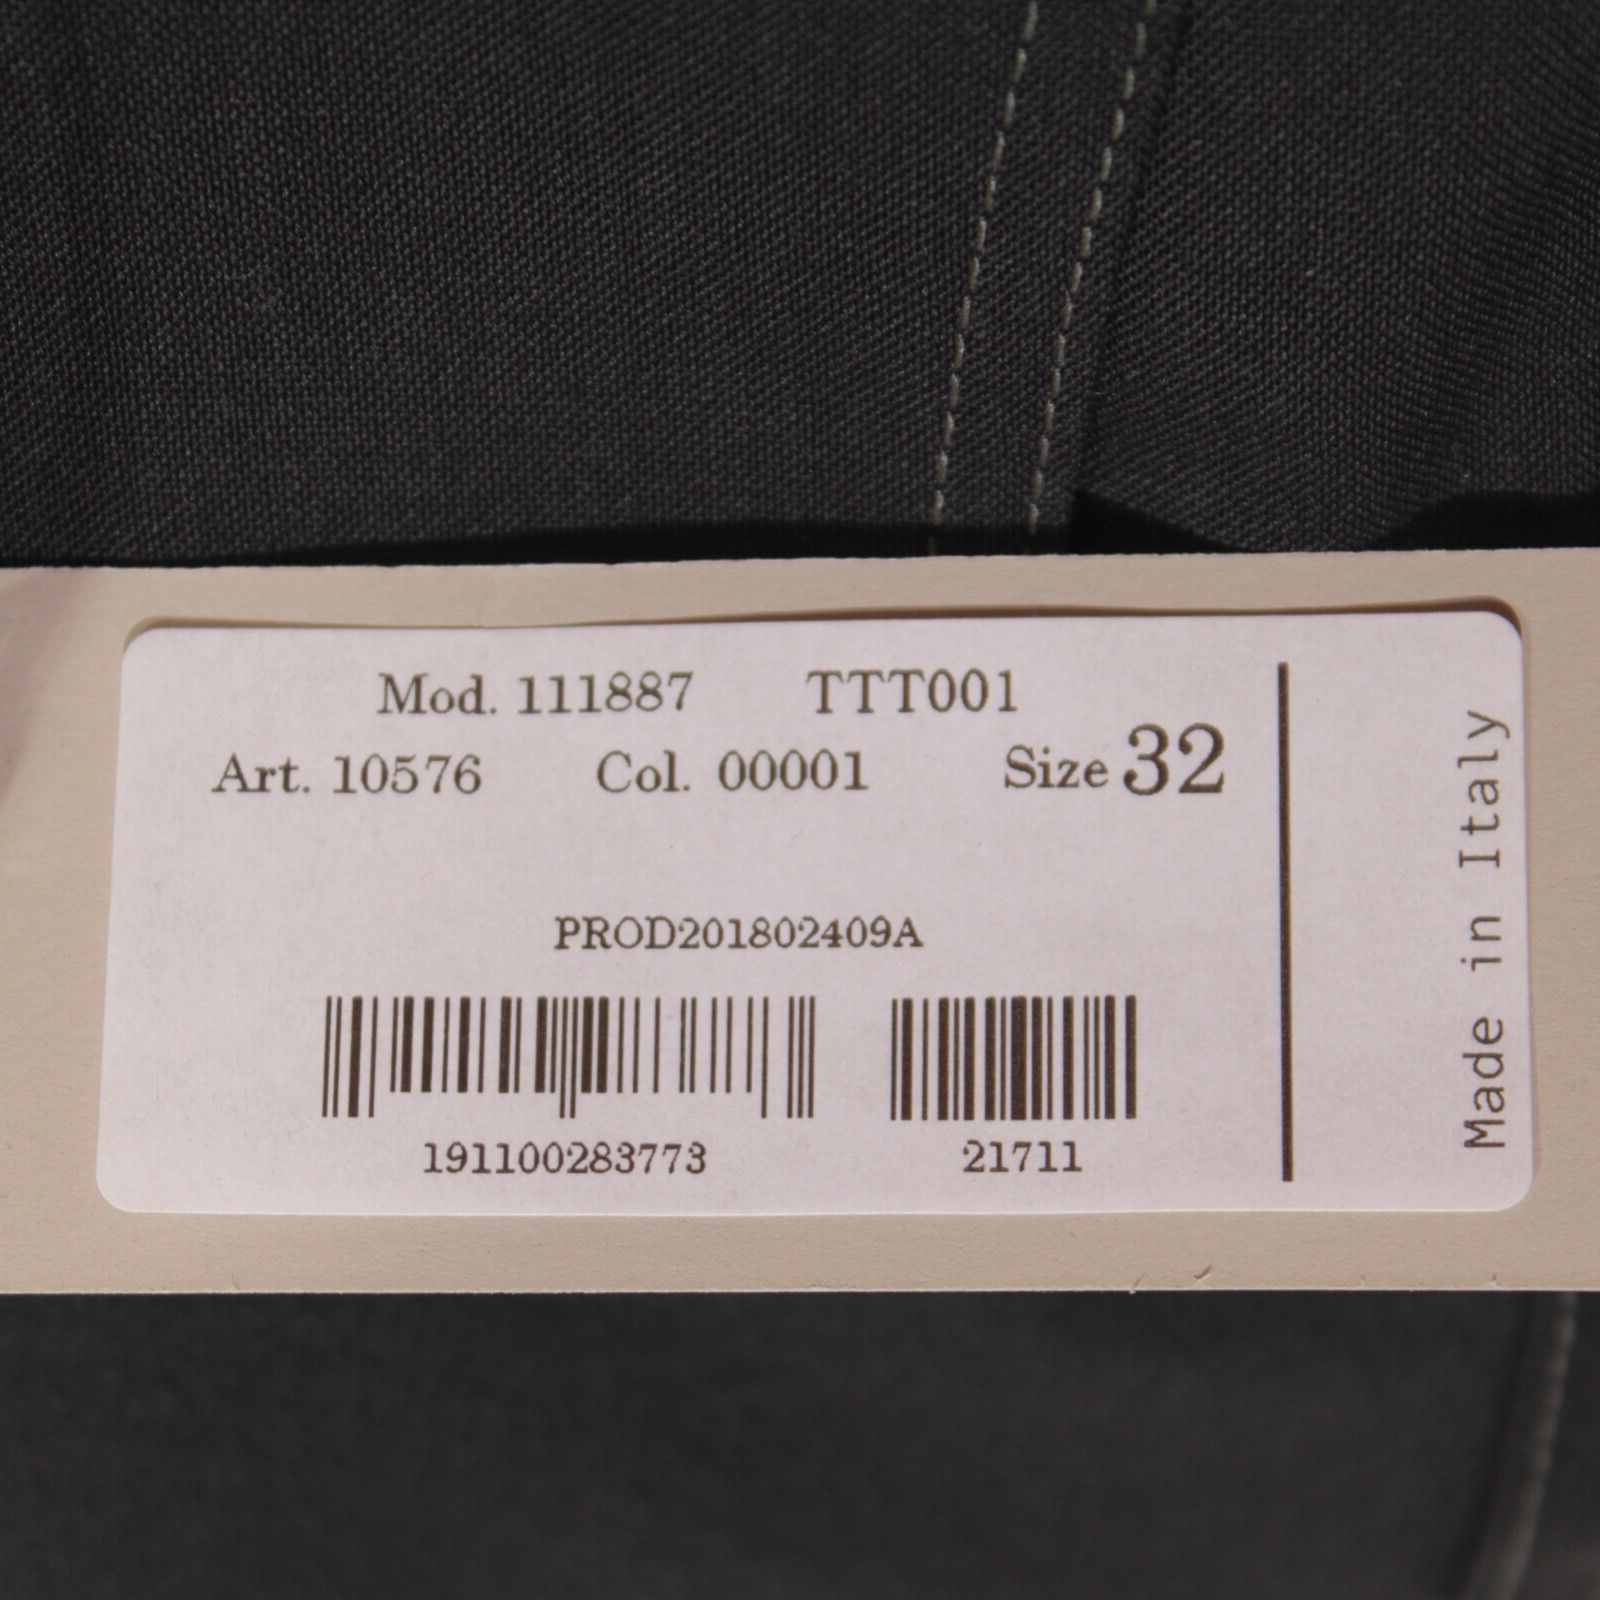 Mod. 111887 TTT001
Art. 10576 Col. 00001 Size 32
PROD201802409A
191100283773 21711
Made in Italy